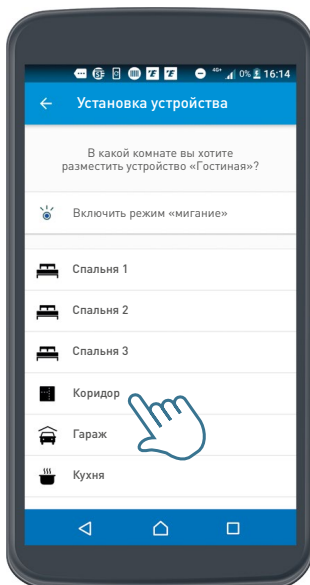 0% 16:14
Установка устройства
В какой комнате вы хотите
разместить устройство «Гостиная»?
Включить режим «мигание»
Спальня 1
Спальня 2
Спальня 3
Коридор
Гараж
Кухня